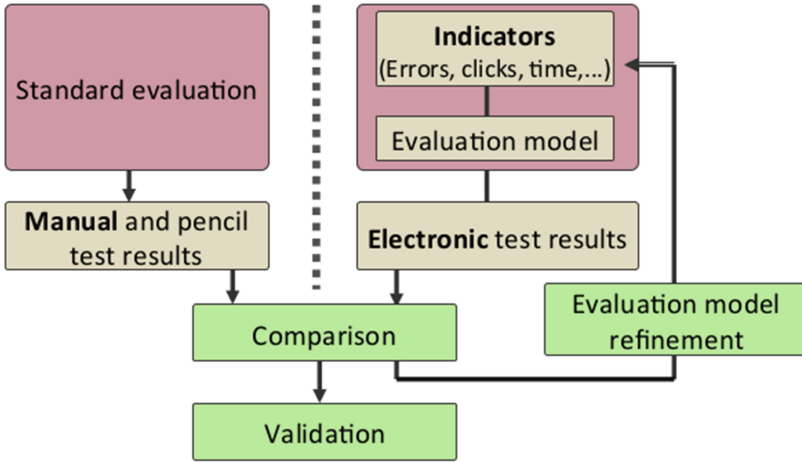 Standard evaluation
Manual and pencil
test results
Indicators
(Errors, clicks, time,...)
Evaluation model
Electronic test results
Comparison
Validation
Evaluation model
refinement